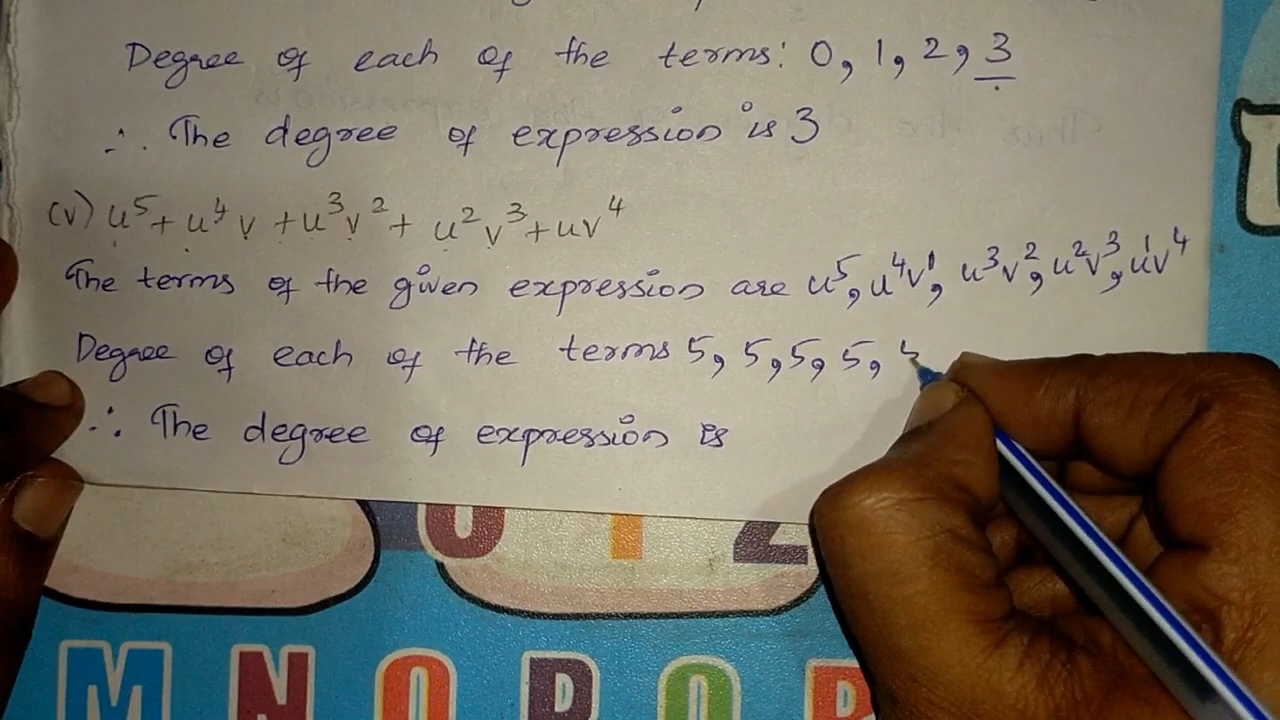 Degree of each of the terms: 0, 1, 2, 3
∴ The degree of expression is 3
(v) u⁵ + u⁴v + u³v² + u²v³ + uv⁴
The terms of the given expression are u⁵, u⁴v¹, u³v², u²v³, u¹v⁴
Degree of each of the terms 5, 5, 5, 5, 5
∴ The degree of expression is
M N O P